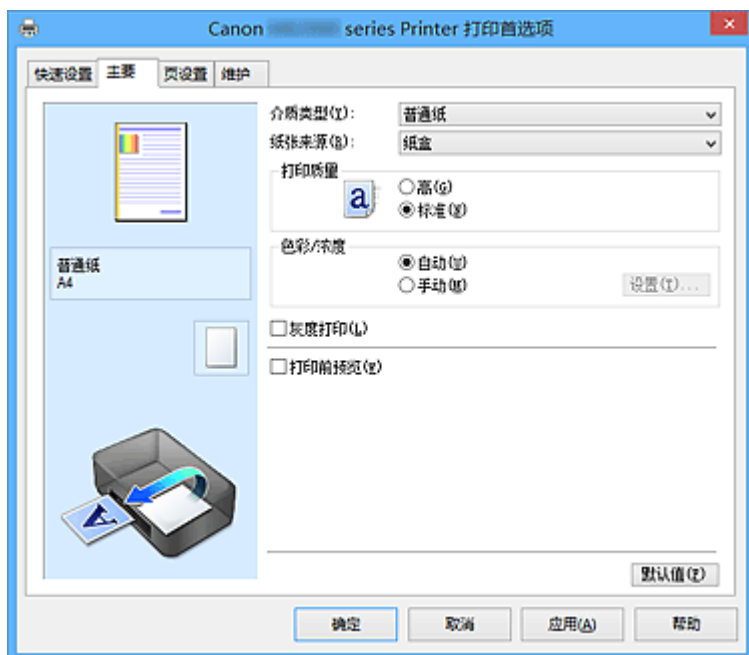 Canon series Printer 打印首选项
快速设置 主要 页设置 维护
介质类型(Y): 普通纸
纸张来源(R): 纸盒
打印质量
a
高(G)
标准(X)
色彩/浓度
自动(U)
手动(M)
设置(T)...
普通纸
A4
灰度打印(L)
打印前预览(E)
A
默认值(F)
确定 取消 应用(A) 帮助